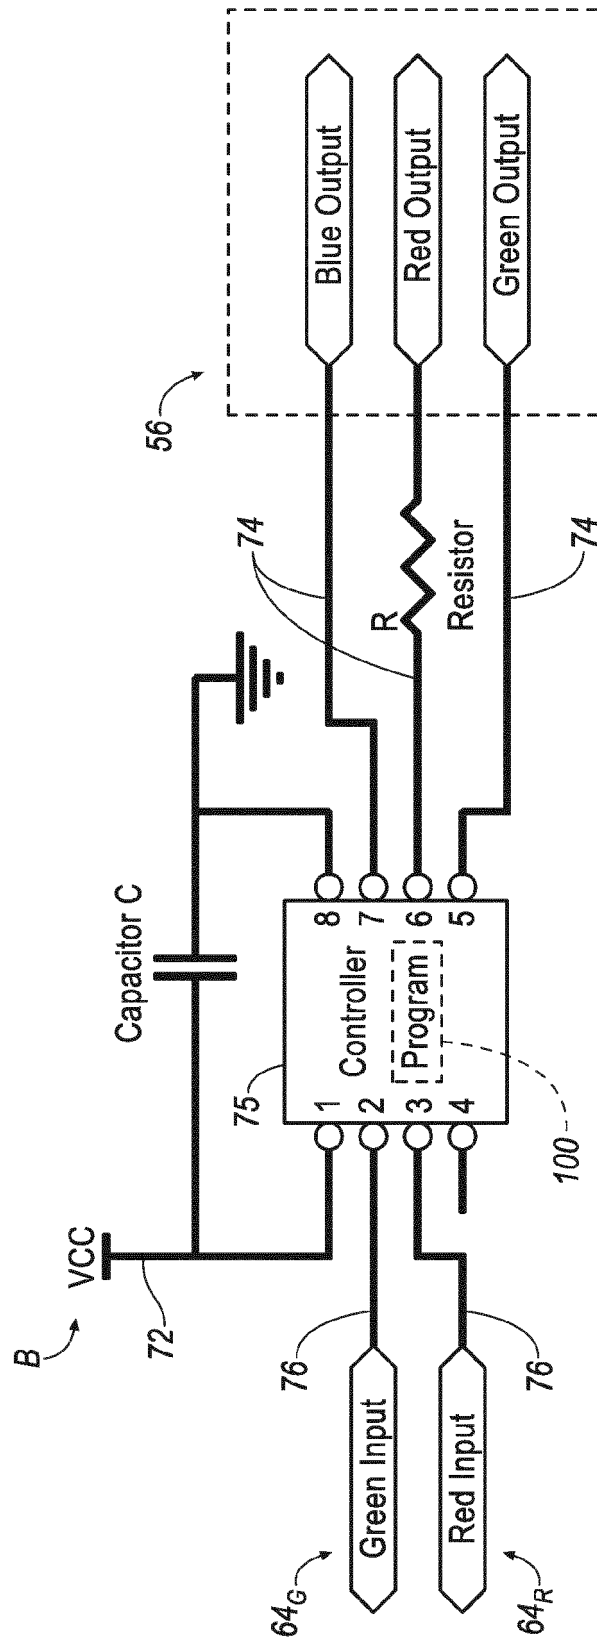 B
VCC
72
Capacitor C
56
75
Controller
Program
100
1
2
3
4
8
7
6
5
64G
Green Input
76
64R
Red Input
76
74
R
Resistor
74
Blue Output
Red Output
Green Output